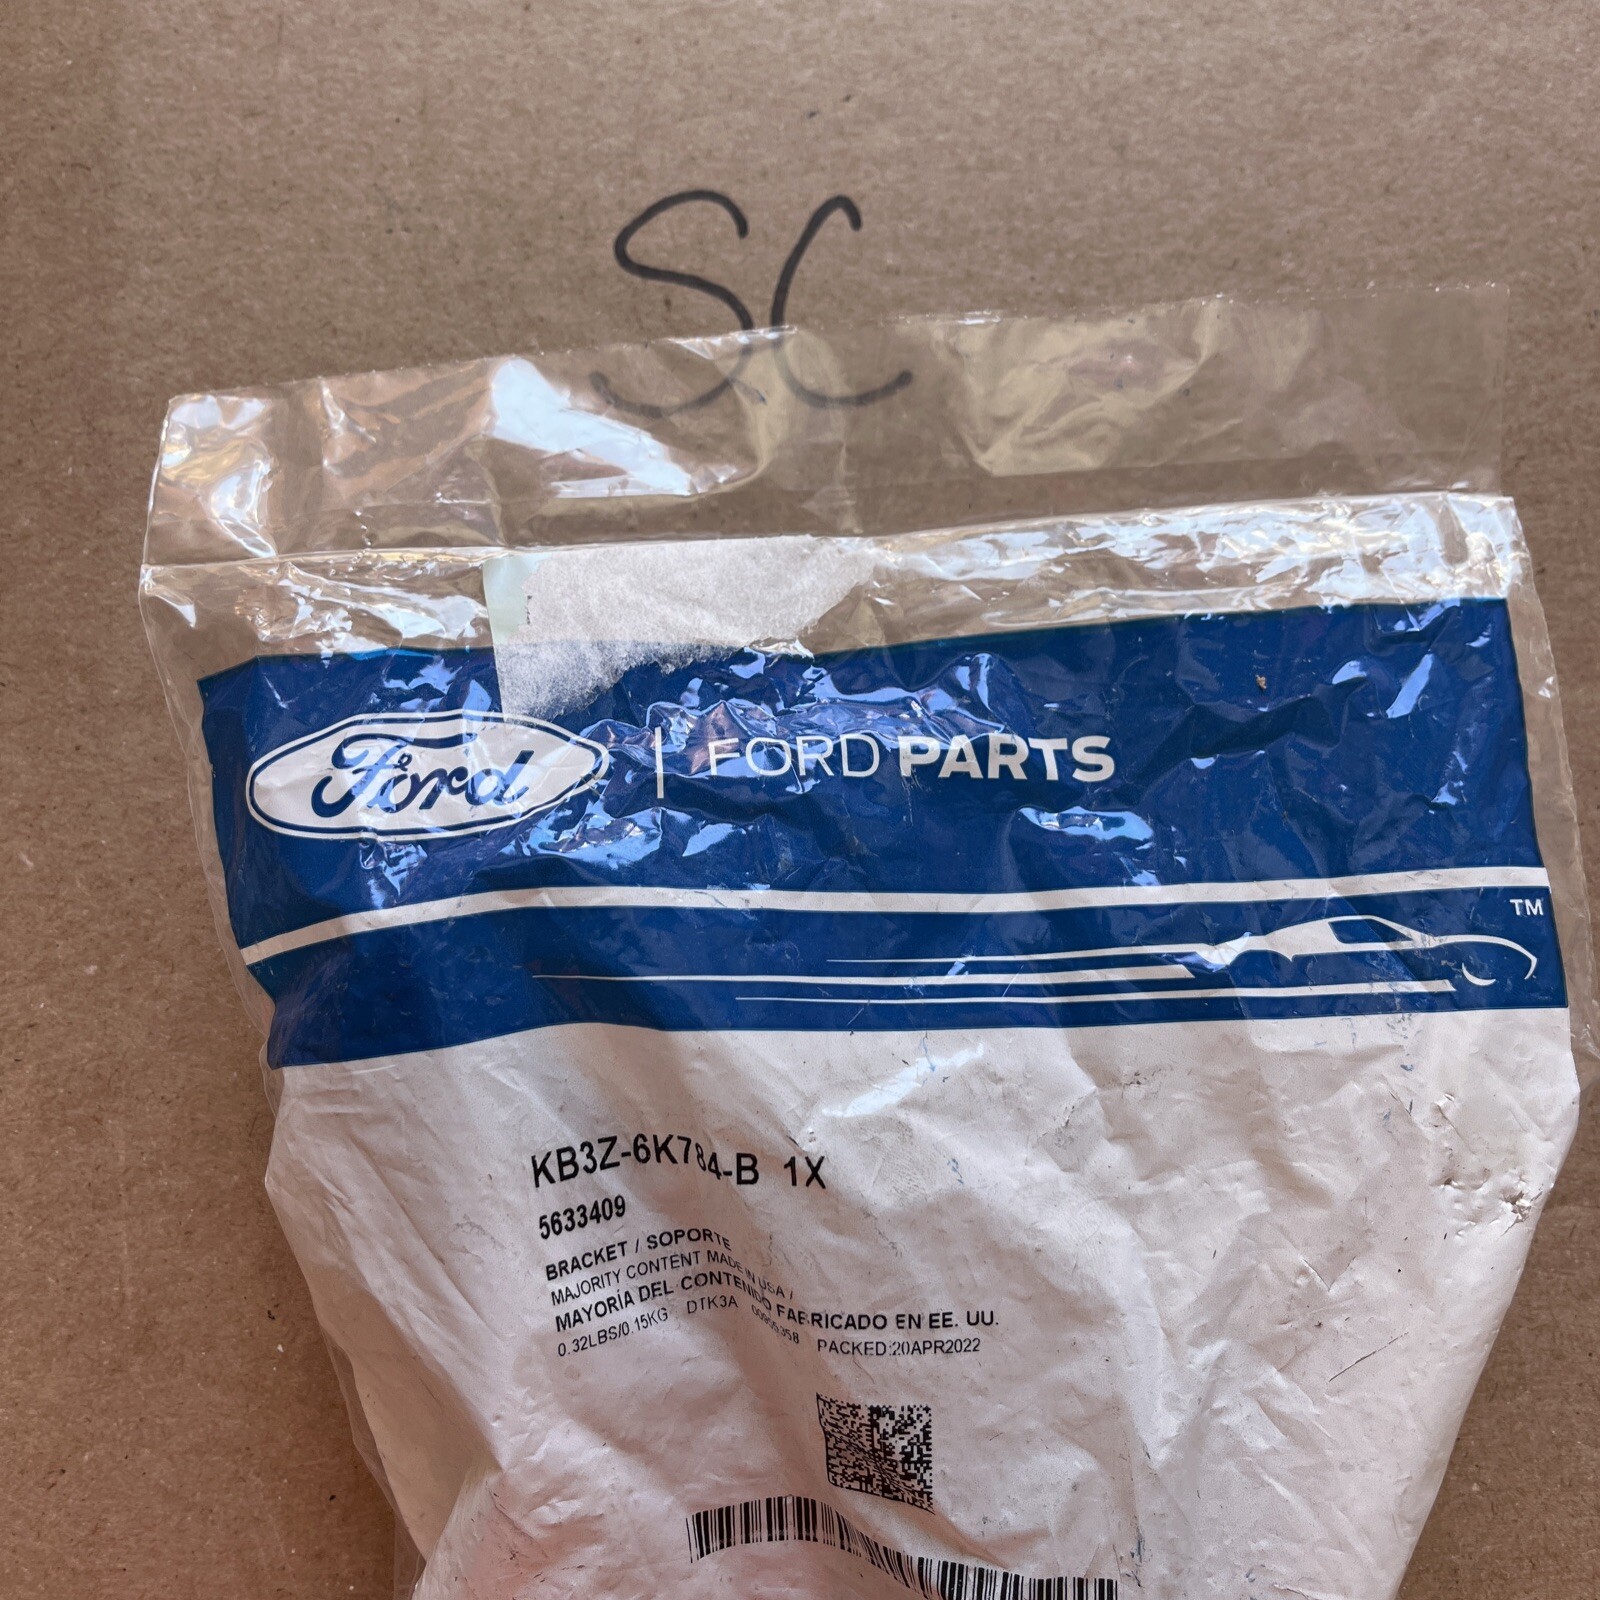 SC
Ford | FORD PARTS
TM
KB3Z-6K784-B 1X
5633409
BRACKET / SOPORTE
MAJORITY CONTENT MADE IN USA /
MAYORÍA DEL CONTENIDO FABRICADO EN EE. UU.
0.32LBS/0.15KG DTK3A PACKED:20APR2022